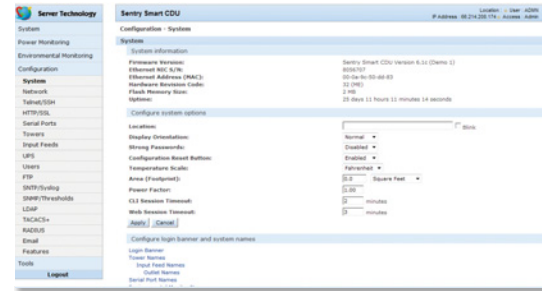 Server Technology
Sentry Smart CDU
Location : User : ADMN
IP Address : 66.214.208.174 : Access : Admin
System
Power Monitoring
Environmental Monitoring
Configuration
System
Network
Telnet/SSH
HTTP/SSL
Serial Ports
Towers
Input Feeds
UPS
Users
FTP
SNTP/Syslog
SNMP/Thresholds
LDAP
TACACS+
RADIUS
Email
Features
Tools
Logout
Configuration - System
System
System information
Firmware Version: Sentry Smart CDU Version 6.1c (Demo 1)
Ethernet NIC S/N: 8056707
Ethernet Address (MAC): 00-0a-9c-50-dd-83
Hardware Revision Code: 32 (M6)
Flash Memory Size: 2 MB
Uptime: 25 days 11 hours 11 minutes 14 seconds
Configure system options
Location: Blink
Display Orientation: Normal
Strong Passwords: Disabled
Configuration Reset Button: Enabled
Temperature Scale: Fahrenheit
Area (Footprint): 0.0 Square Feet
Power Factor: 1.00
CLI Session Timeout: minutes
Web Session Timeout: minutes
Apply Cancel
Configure login banner and system names
Login Banner
Tower Names
Input Feed Names
Outlet Names
Serial Port Names